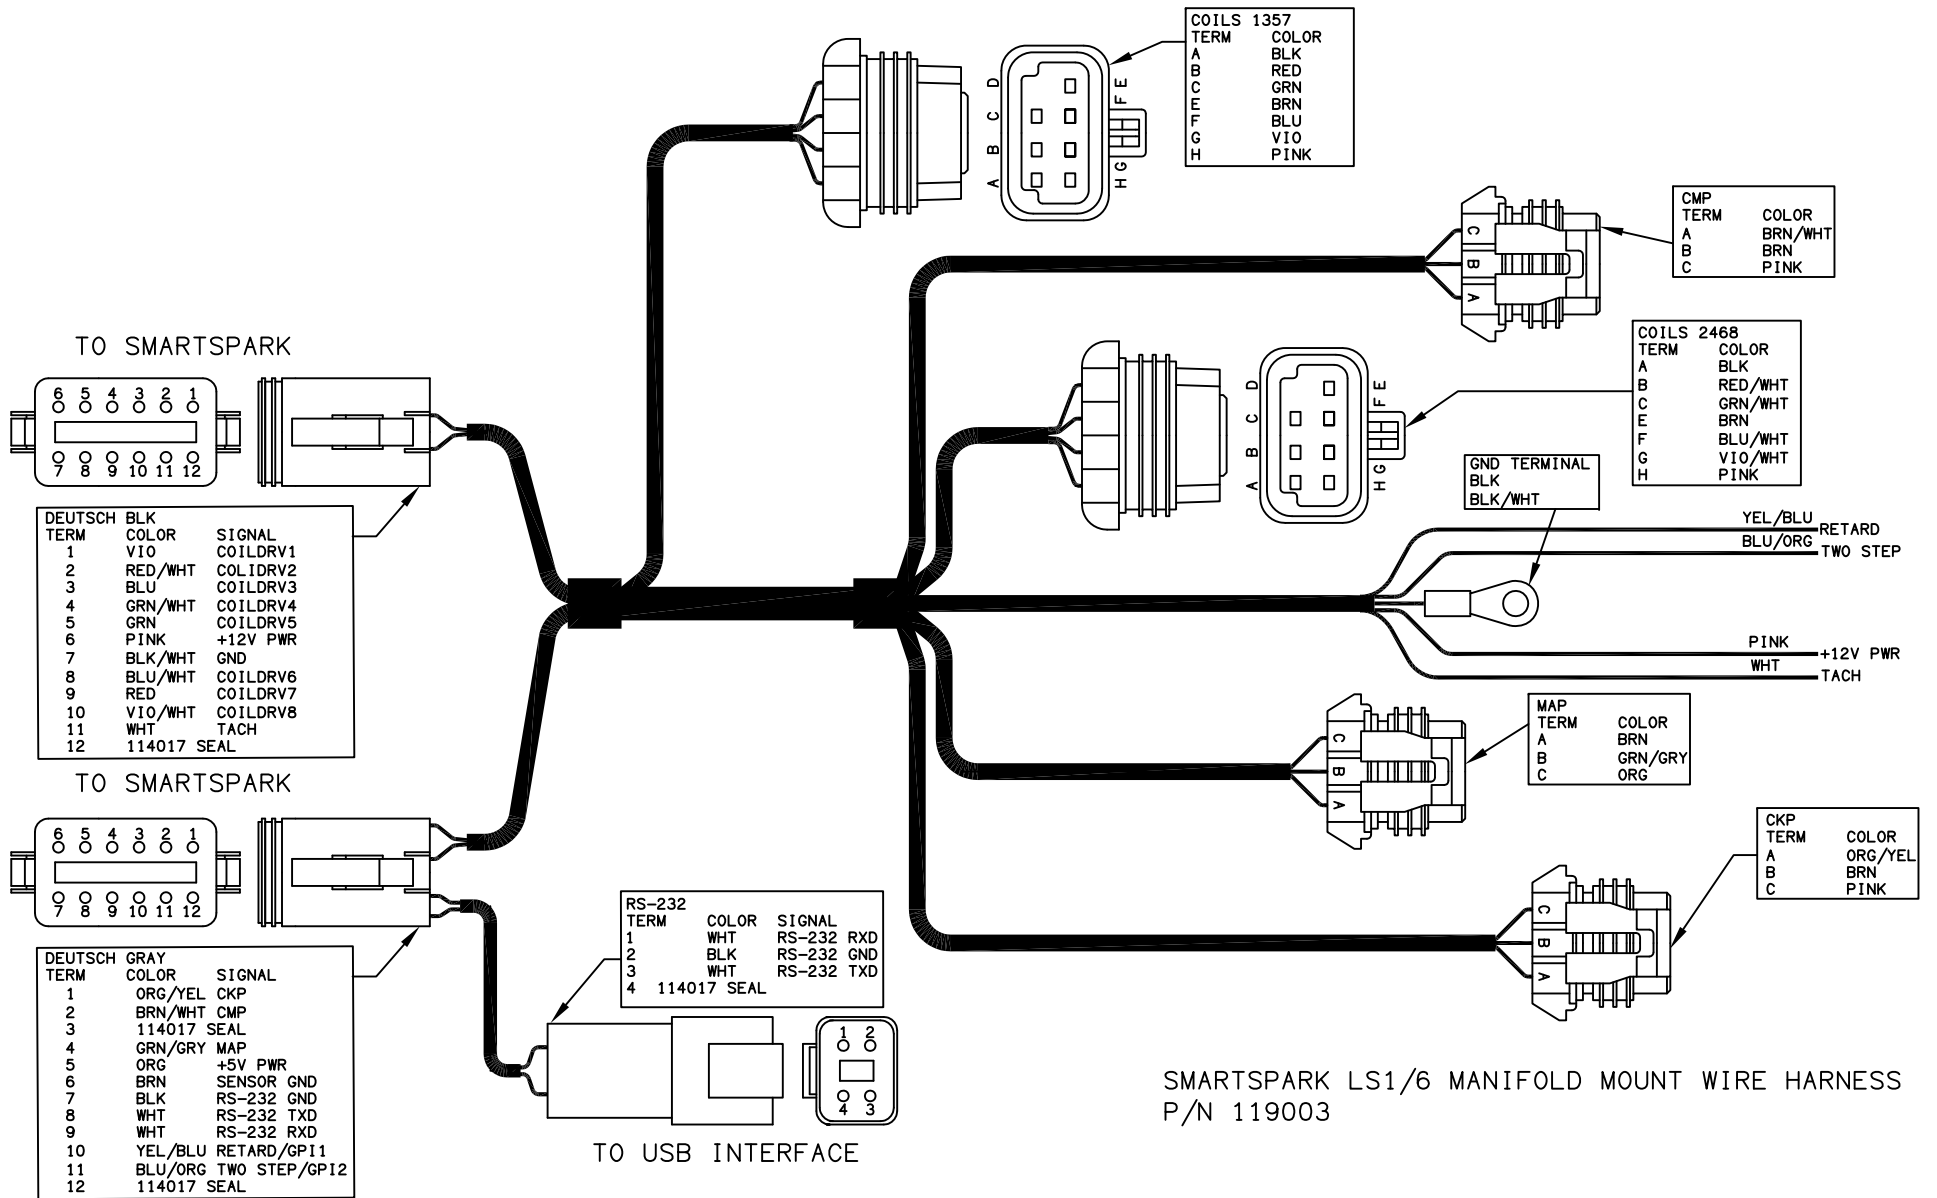 COILS 1357
TERM COLOR
A BLK
B RED
C GRN
E BRN
F BLU
G VIO
H PINK
D
C
B
A
E
F
G
H
CMP
TERM COLOR
A BRN/WHT
B BRN
C PINK
C
B
A
COILS 2468
TERM COLOR
A BLK
B RED/WHT
C GRN/WHT
E BRN
F BLU/WHT
G VIO/WHT
H PINK
D
C
B
A
E
F
G
H
GND TERMINAL
BLK
BLK/WHT
YEL/BLU RETARD
BLU/ORG TWO STEP
PINK +12V PWR
WHT TACH
TO SMARTSPARK
6 5 4 3 2 1
7 8 9 10 11 12
DEUTSCH BLK
TERM COLOR SIGNAL
1 VIO COILDRV1
2 RED/WHT COLIDRV2
3 BLU COILDRV3
4 GRN/WHT COILDRV4
5 GRN COILDRV5
6 PINK +12V PWR
7 BLK/WHT GND
8 BLU/WHT COILDRV6
9 RED COILDRV7
10 VIO/WHT COILDRV8
11 WHT TACH
12 114017 SEAL
MAP
TERM COLOR
A BRN
B GRN/GRY
C ORG
C
B
A
TO SMARTSPARK
6 5 4 3 2 1
7 8 9 10 11 12
CKP
TERM COLOR
A ORG/YEL
B BRN
C PINK
C
B
A
DEUTSCH GRAY
TERM COLOR SIGNAL
1 ORG/YEL CKP
2 BRN/WHT CMP
3 114017 SEAL
4 GRN/GRY MAP
5 ORG +5V PWR
6 BRN SENSOR GND
7 BLK RS-232 GND
8 WHT RS-232 TXD
9 WHT RS-232 RXD
10 YEL/BLU RETARD/GPI1
11 BLU/ORG TWO STEP/GPI2
12 114017 SEAL
RS-232
TERM COLOR SIGNAL
1 WHT RS-232 RXD
2 BLK RS-232 GND
3 WHT RS-232 TXD
4 114017 SEAL
1 2
4 3
TO USB INTERFACE
SMARTSPARK LS1/6 MANIFOLD MOUNT WIRE HARNESS
P/N 119003